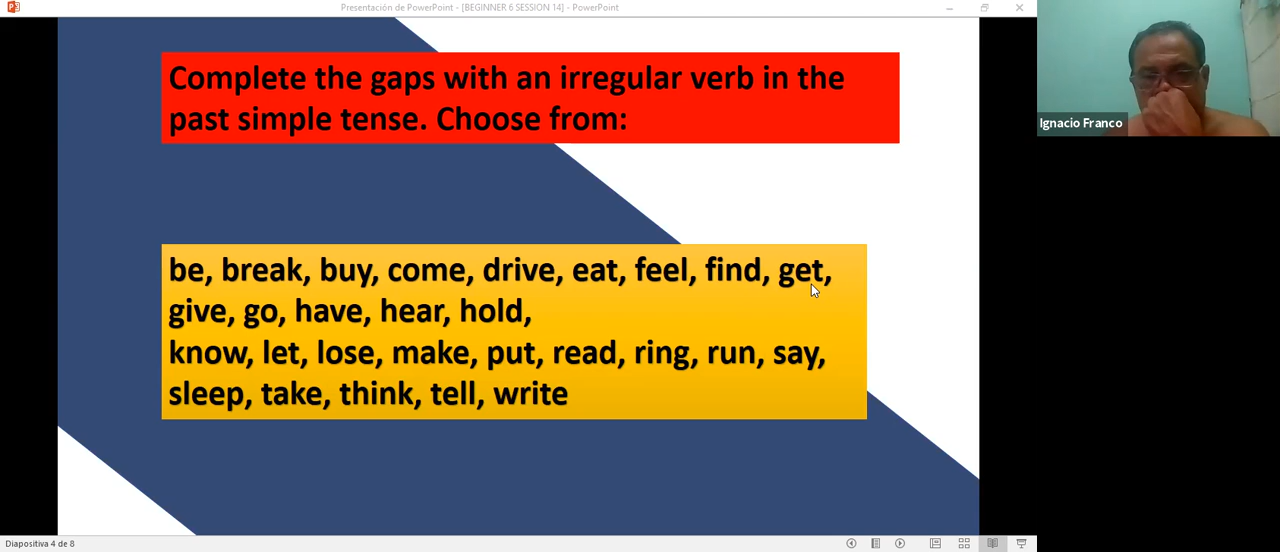 Presentación de PowerPoint - [BEGINNER 6 SESSION 14] - PowerPoint
Complete the gaps with an irregular verb in the
past simple tense. Choose from:
Ignacio Franco
be, break, buy, come, drive, eat, feel, find, get,
give, go, have, hear, hold,
know, let, lose, make, put, read, ring, run, say,
sleep, take, think, tell, write
Diapositiva 4 de 8